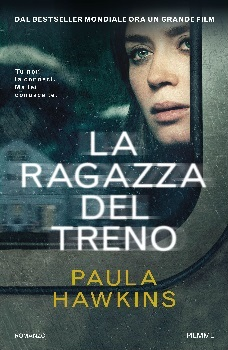 DAL BESTSELLER MONDIALE ORA UN GRANDE FILM
Tu non
la conosci.
Ma lei
conosce te.
LA
RAGAZZA
DEL
TRENO
PAULA
HAWKINS
ROMANZO
PIEMME